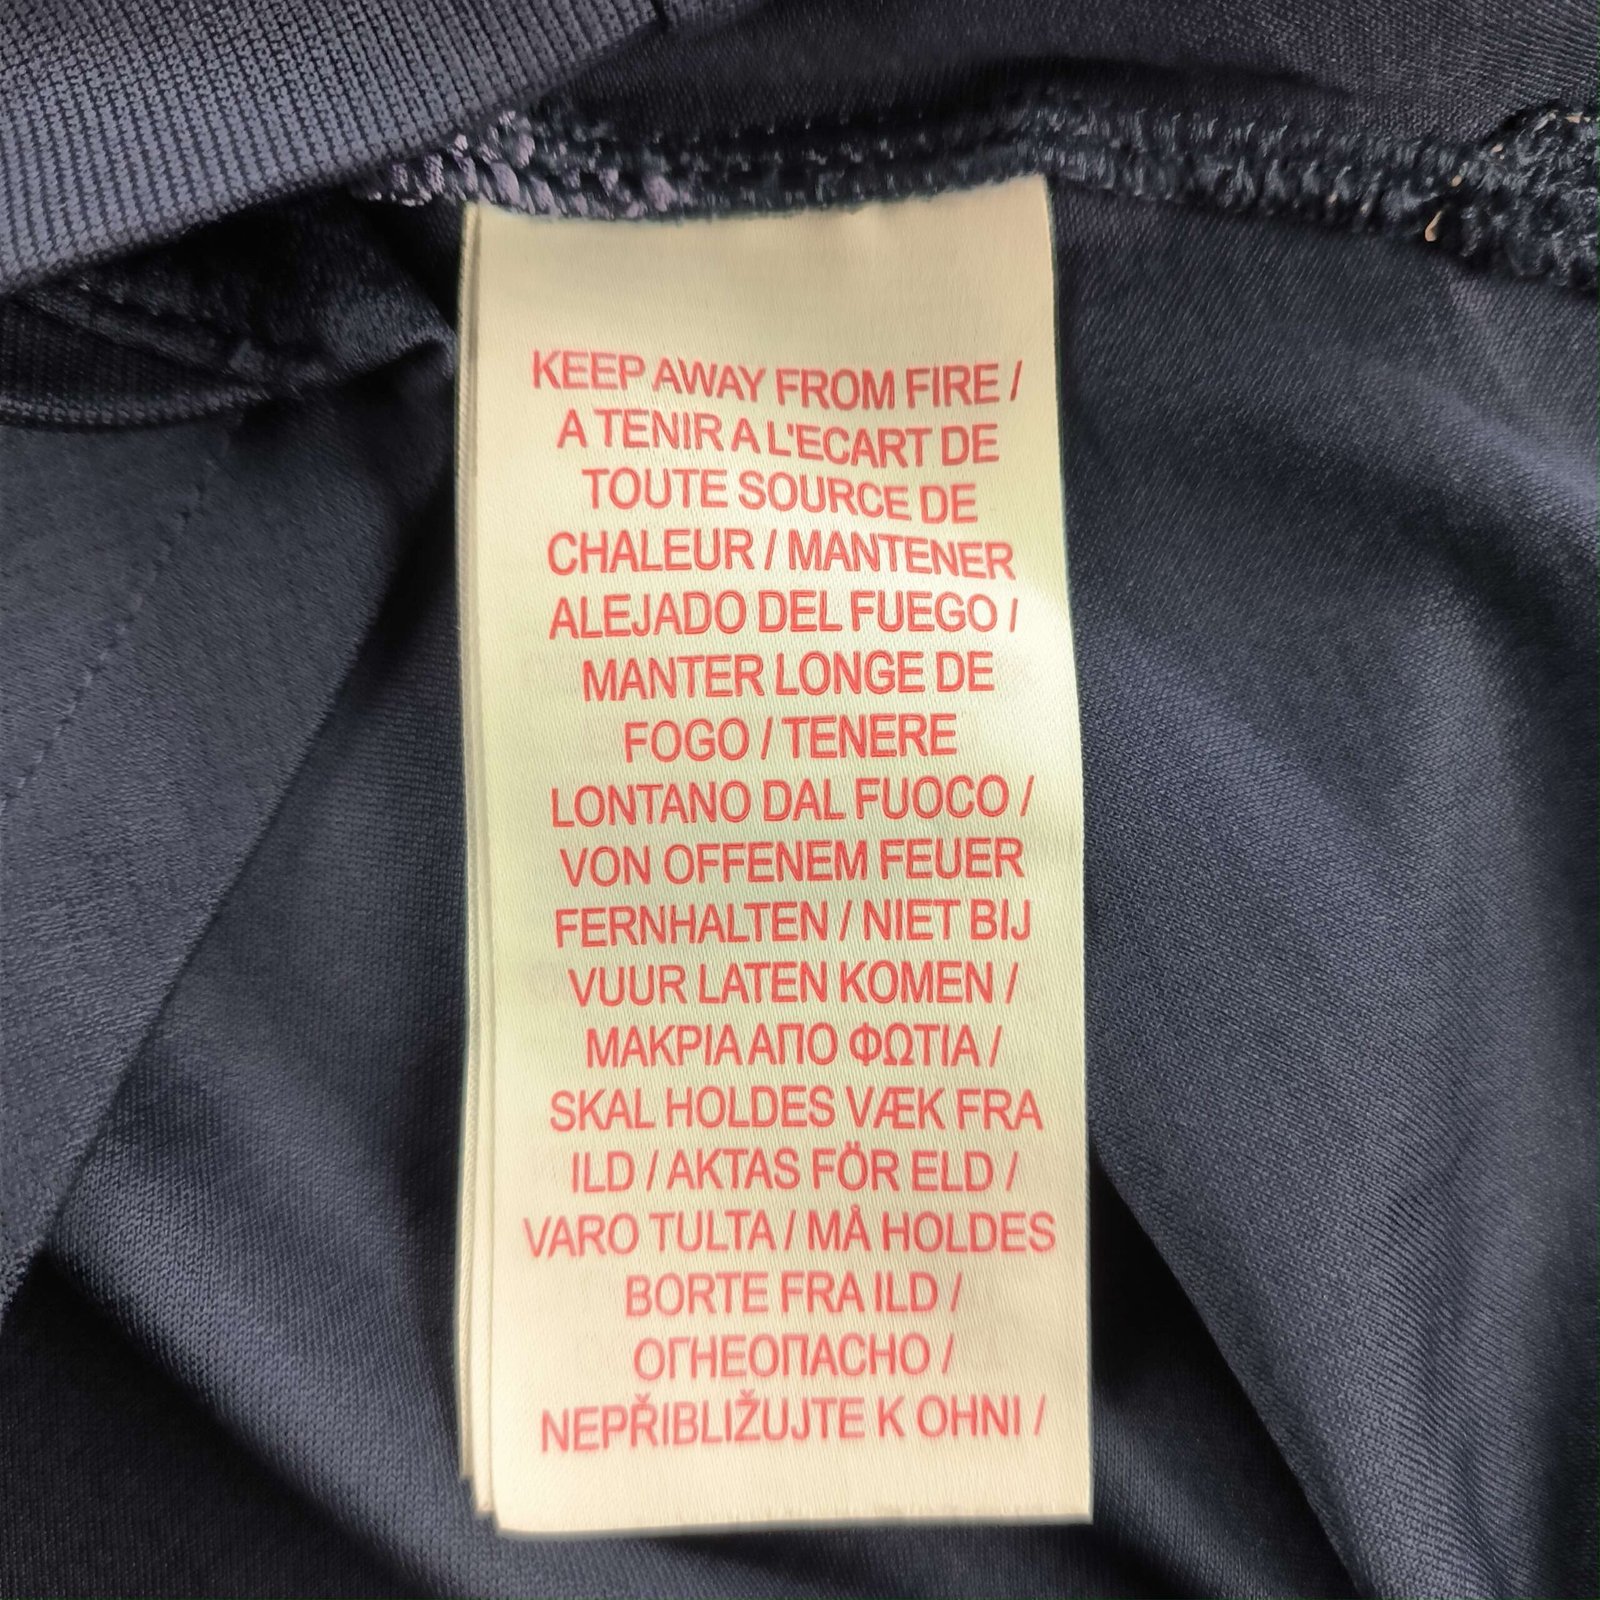 KEEP AWAY FROM FIRE /
A TENIR A L'ECART DE
TOUTE SOURCE DE
CHALEUR / MANTENER
ALEJADO DEL FUEGO /
MANTER LONGE DE
FOGO / TENERE
LONTANO DAL FUOCO /
VON OFFENEM FEUER
FERNHALTEN / NIET BIJ
VUUR LATEN KOMEN /
ΜΑΚΡΙΑ ΑΠΟ ΦΩΤΙΑ /
SKAL HOLDES VÆK FRA
ILD / AKTAS FÖR ELD /
VARO TULTA / MÅ HOLDES
BORTE FRA ILD /
ОГНЕОПАСНО /
NEPŘIBLIŽUJTE K OHNI /